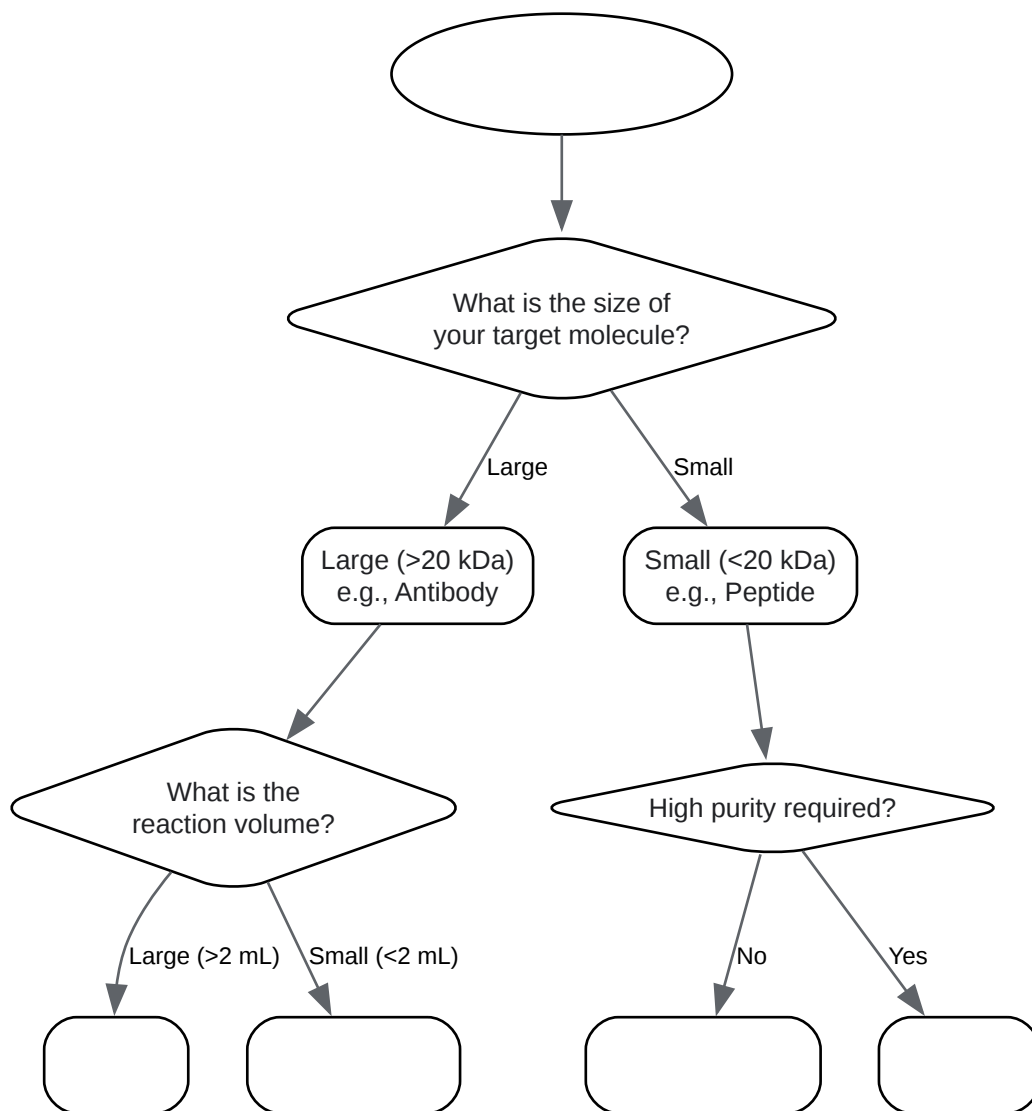 What is the size of
your target molecule?
Large
Small
Large (>20 kDa)
e.g., Antibody
Small (<20 kDa)
e.g., Peptide
What is the
reaction volume?
High purity required?
Large (>2 mL)
Small (<2 mL)
No
Yes